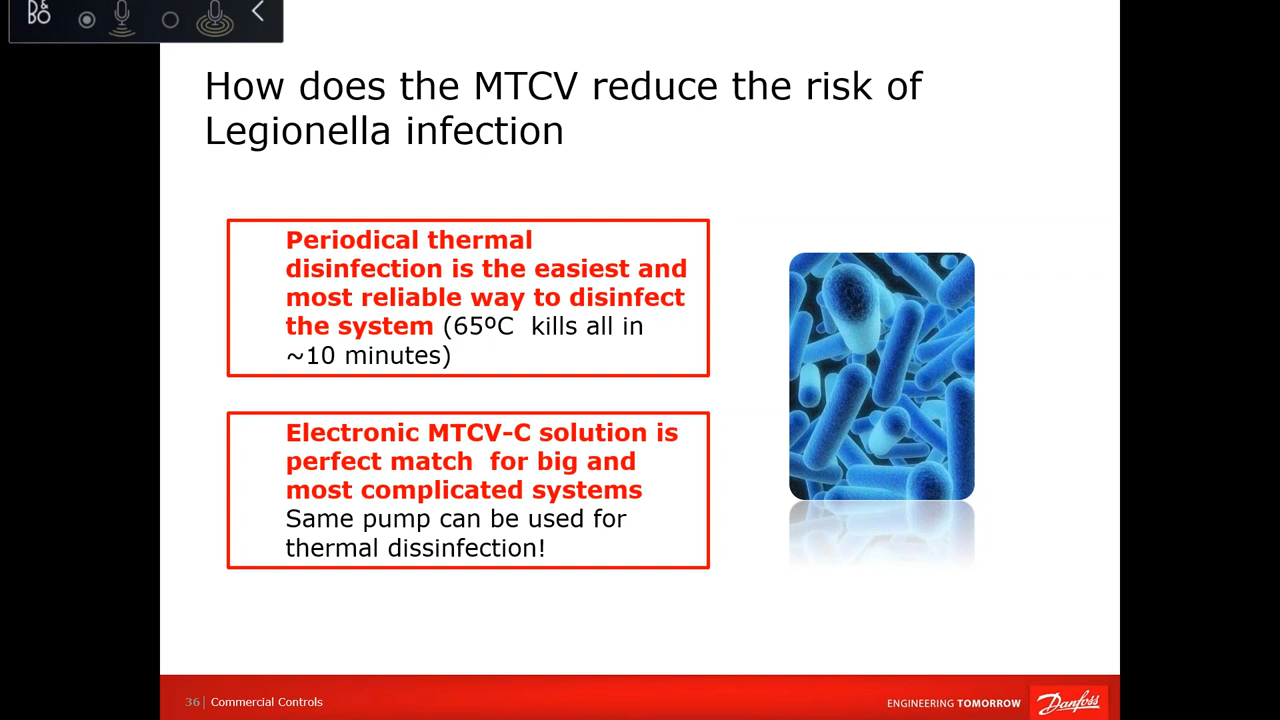 B&O
How does the MTCV reduce the risk of
Legionella infection
Periodical thermal
disinfection is the easiest and
most reliable way to disinfect
the system (65ºC  kills all in
~10 minutes)
Electronic MTCV-C solution is
perfect match  for big and
most complicated systems
Same pump can be used for
thermal dissinfection!
36| Commercial Controls
ENGINEERING TOMORROW
Danfoss